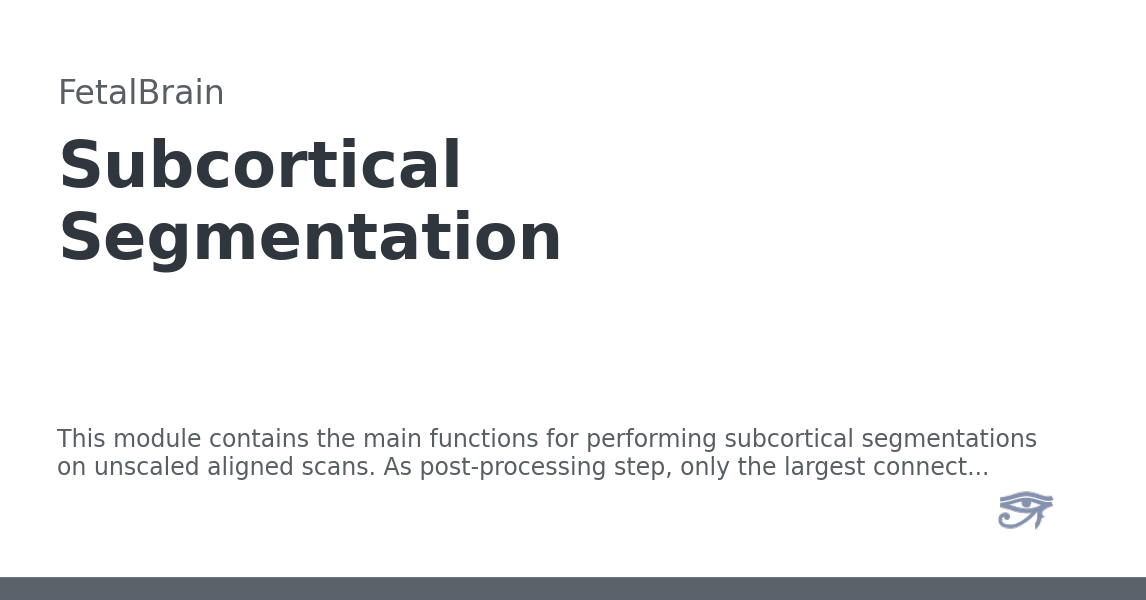 FetalBrain
Subcortical
Segmentation
This module contains the main functions for performing subcortical segmentations
on unscaled aligned scans. As post-processing step, only the largest connect...